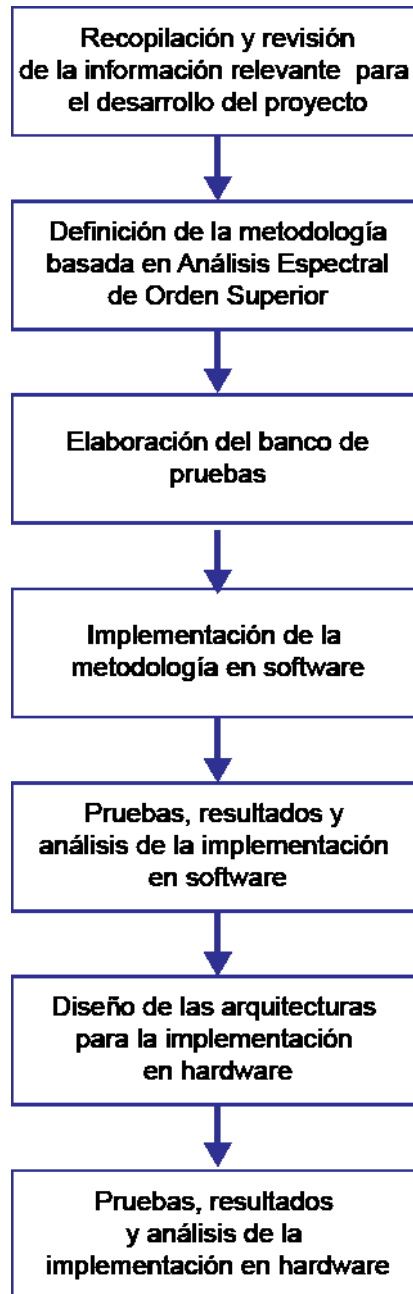 Recopilación y revisión
de la información relevante para
el desarrollo del proyecto
Definición de la metodología
basada en Análisis Espectral
de Orden Superior
Elaboración del banco de
pruebas
Implementación de la
metodología en software
Pruebas, resultados y
análisis de la implementación
en software
Diseño de las arquitecturas
para la implementación
en hardware
Pruebas, resultados
y análisis de la
implementación en hardware